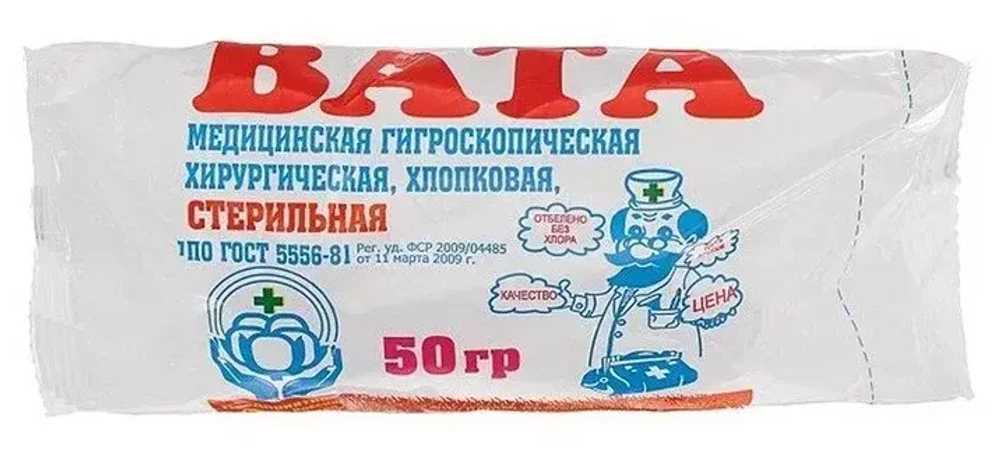 ВАТА
МЕДИЦИНСКАЯ ГИГРОСКОПИЧЕСКАЯ
ХИРУРГИЧЕСКАЯ, ХЛОПКОВАЯ,
СТЕРИЛЬНАЯ
ПО ГОСТ 5556-81
Рег. уд. ФСР 2009/04485
от 11 марта 2009 г.
ОТБЕЛЕНО
БЕЗ
ХЛОРА
КАЧЕСТВО
ЦЕНА
50гр